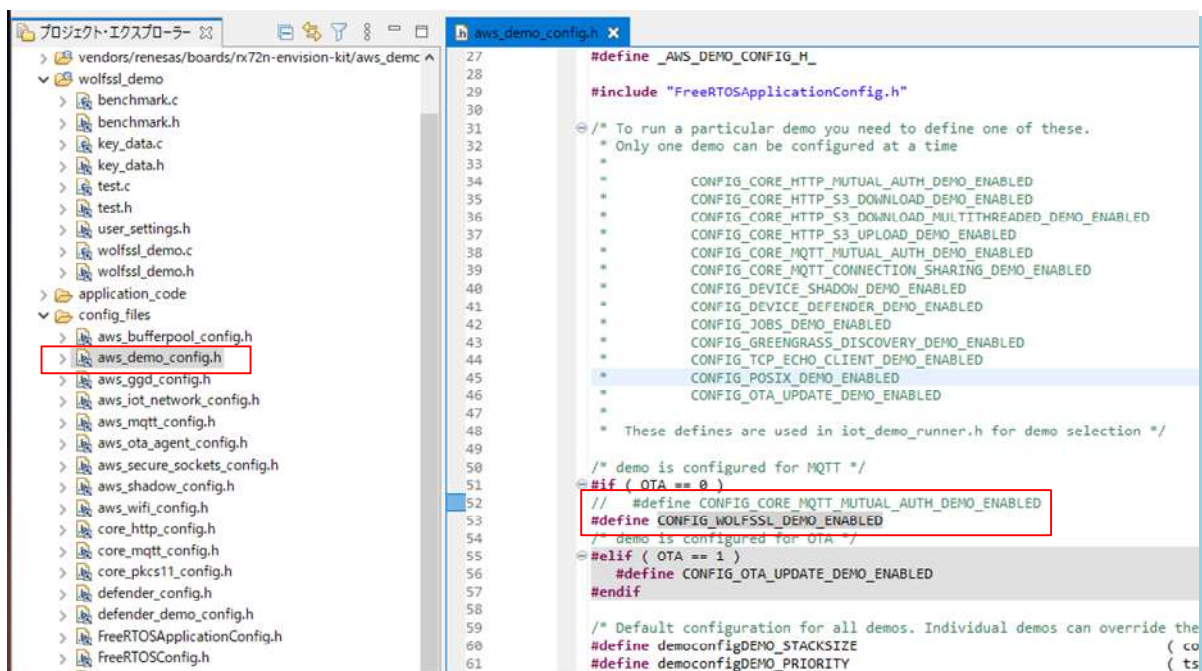 プロジェクト・エクスプローラー
vendors/renesas/boards/rx72n-envision-kit/aws_demc
wolfssl_demo
benchmark.c
benchmark.h
key_data.c
key_data.h
test.c
test.h
user_settings.h
wolfssl_demo.c
wolfssl_demo.h
application_code
config_files
aws_bufferpool_config.h
aws_demo_config.h
aws_ggd_config.h
aws_iot_network_config.h
aws_mqtt_config.h
aws_ota_agent_config.h
aws_secure_sockets_config.h
aws_shadow_config.h
aws_wifi_config.h
core_http_config.h
core_mqtt_config.h
core_pkcs11_config.h
defender_config.h
defender_demo_config.h
FreeRTOSApplicationConfig.h
FreeRTOSConfig.h
aws_demo_config.h
27 #define _AWS_DEMO_CONFIG_H_
28
29 #include "FreeRTOSApplicationConfig.h"
30
31 /* To run a particular demo you need to define one of these.
32 * Only one demo can be configured at a time
33 *
34 * CONFIG_CORE_HTTP_MUTUAL_AUTH_DEMO_ENABLED
35 * CONFIG_CORE_HTTP_S3_DOWNLOAD_DEMO_ENABLED
36 * CONFIG_CORE_HTTP_S3_DOWNLOAD_MULTITHREADED_DEMO_ENABLED
37 * CONFIG_CORE_HTTP_S3_UPLOAD_DEMO_ENABLED
38 * CONFIG_CORE_MQTT_MUTUAL_AUTH_DEMO_ENABLED
39 * CONFIG_CORE_MQTT_CONNECTION_SHARING_DEMO_ENABLED
40 * CONFIG_DEVICE_SHADOW_DEMO_ENABLED
41 * CONFIG_DEVICE_DEFENDER_DEMO_ENABLED
42 * CONFIG_JOBS_DEMO_ENABLED
43 * CONFIG_GREENGRASS_DISCOVERY_DEMO_ENABLED
44 * CONFIG_TCP_ECHO_CLIENT_DEMO_ENABLED
45 * CONFIG_POSIX_DEMO_ENABLED
46 * CONFIG_OTA_UPDATE_DEMO_ENABLED
47 *
48 * These defines are used in iot_demo_runner.h for demo selection */
49
50 /* demo is configured for MQTT */
51 #if ( OTA == 0 )
52 // #define CONFIG_CORE_MQTT_MUTUAL_AUTH_DEMO_ENABLED
53 #define CONFIG_WOLFSSL_DEMO_ENABLED
54 /* demo is configured for OTA */
55 #elif ( OTA == 1 )
56 #define CONFIG_OTA_UPDATE_DEMO_ENABLED
57 #endif
58
59 /* Default configuration for all demos. Individual demos can override the
60 #define democonfigDEMO_STACKSIZE ( co
61 #define democonfigDEMO_PRIORITY ( ts